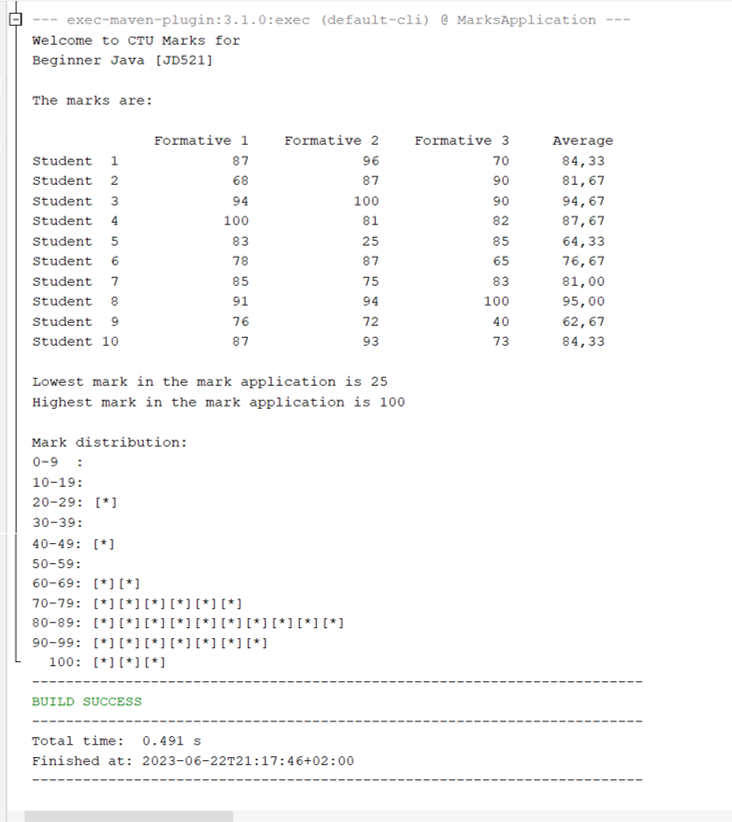 --- exec-maven-plugin:3.1.0:exec (default-cli) @ MarksApplication ---
Welcome to CTU Marks for
Beginner Java [JD521]
The marks are:
Formative 1 Formative 2 Formative 3 Average
Student 1 87 96 70 84,33
Student 2 68 87 90 81,67
Student 3 94 100 90 94,67
Student 4 100 81 82 87,67
Student 5 83 25 85 64,33
Student 6 78 87 65 76,67
Student 7 85 75 83 81,00
Student 8 91 94 100 95,00
Student 9 76 72 40 62,67
Student 10 87 93 73 84,33
Lowest mark in the mark application is 25
Highest mark in the mark application is 100
Mark distribution:
0-9  :
10-19:
20-29: [*]
30-39:
40-49: [*]
50-59:
60-69: [*][*]
70-79: [*][*][*][*][*][*]
80-89: [*][*][*][*][*][*][*][*][*][*]
90-99: [*][*][*][*][*][*][*]
100: [*][*][*]
------------------------------------------------------------------------
BUILD SUCCESS
------------------------------------------------------------------------
Total time:  0.491 s
Finished at: 2023-06-22T21:17:46+02:00
------------------------------------------------------------------------